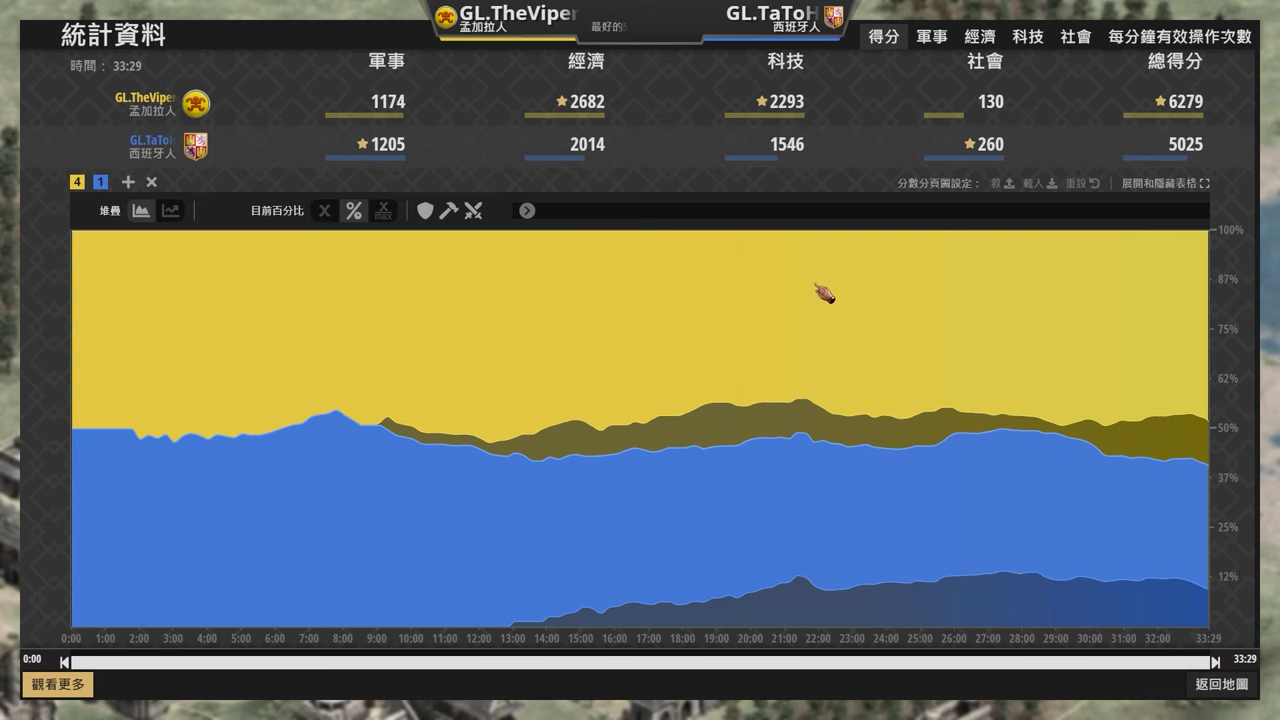 GL.TheViper
孟加拉人
最好的
GL.TaToH
西班牙人
統計資料
得分 軍事 經濟 科技 社會 每分鐘有效操作次數
時間： 33:29
軍事 經濟 科技 社會 總得分
GL.TheViper
孟加拉人
1174 2682 2293 130 6279
GL.TaTo
西班牙人
1205 2014 1546 260 5025
4 1
分數分頁圖設定： 載入 重設 展開和隱藏表格
堆疊 目前百分比 X % X max
100%
87%
75%
62%
50%
37%
25%
12%
0:00 1:00 2:00 3:00 4:00 5:00 6:00 7:00 8:00 9:00 10:00 11:00 12:00 13:00 14:00 15:00 16:00 17:00 18:00 19:00 20:00 21:00 22:00 23:00 24:00 25:00 26:00 27:00 28:00 29:00 30:00 31:00 32:00 33:29
0:00 33:29
觀看更多 返回地圖